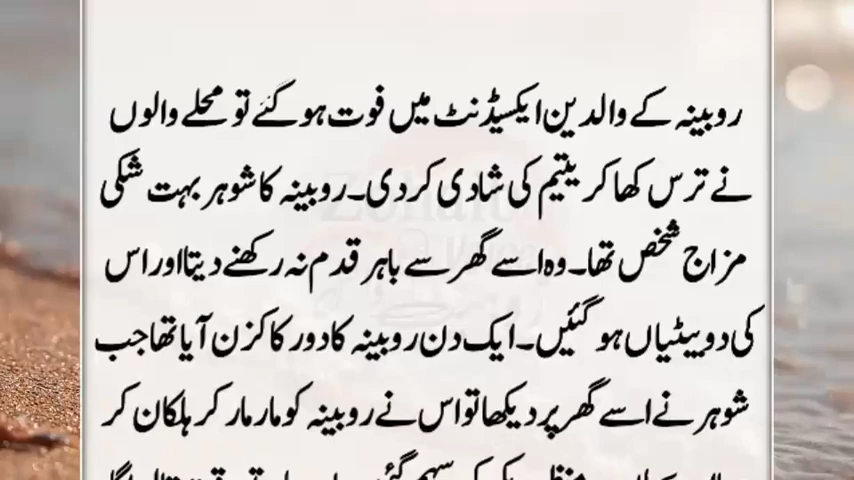 روبینہ کے والدین ایکسیڈنٹ میں فوت ہو گئے تو محلے والوں
نے ترس کھا کر یتیم کی شادی کر دی۔ روبینہ کا شوہر بہت شکی
مزاج شخص تھا۔ وہ اسے گھر سے باہر قدم نہ رکھنے دیتا اور اس
کی دو بیٹیاں ہو گئیں۔ ایک دن روبینہ کا دور کا کزن آیا تھا جب
شوہر نے اسے گھر پر دیکھا تو اس نے روبینہ کو مار مار کر ہلکان کر